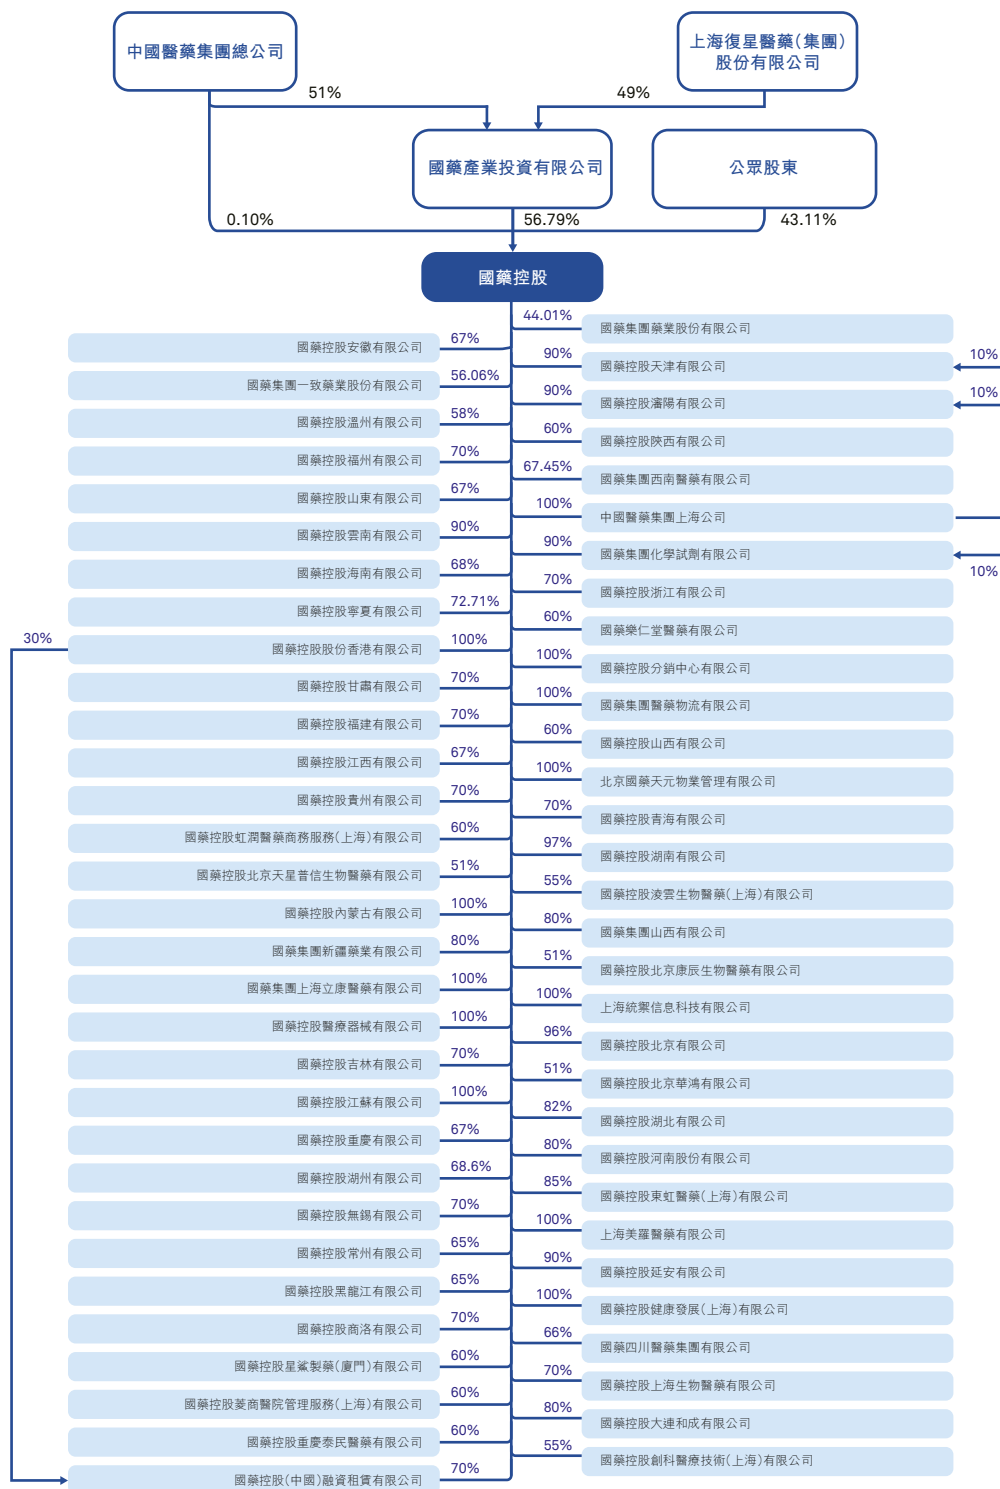 中國醫藥集團總公司
上海復星醫藥(集團)
股份有限公司
51%
49%
國藥產業投資有限公司
公眾股東
0.10%
56.79%
43.11%
國藥控股
44.01%
國藥集團藥業股份有限公司
67%
國藥控股安徽有限公司
90%
國藥控股天津有限公司
10%
56.06%
國藥集團一致藥業股份有限公司
90%
國藥控股瀋陽有限公司
10%
58%
國藥控股溫州有限公司
60%
國藥控股陝西有限公司
70%
國藥控股福州有限公司
67.45%
國藥集團西南醫藥有限公司
67%
國藥控股山東有限公司
100%
中國醫藥集團上海公司
90%
國藥控股雲南有限公司
90%
國藥集團化學試劑有限公司
10%
68%
國藥控股海南有限公司
70%
國藥控股浙江有限公司
72.71%
國藥控股寧夏有限公司
60%
國藥樂仁堂醫藥有限公司
30%
100%
國藥控股股份香港有限公司
100%
國藥控股分銷中心有限公司
70%
國藥控股甘肅有限公司
100%
國藥集團醫藥物流有限公司
70%
國藥控股福建有限公司
60%
國藥控股山西有限公司
67%
國藥控股江西有限公司
100%
北京國藥天元物業管理有限公司
70%
國藥控股貴州有限公司
70%
國藥控股青海有限公司
60%
國藥控股虹潤醫藥商務服務(上海)有限公司
97%
國藥控股湖南有限公司
51%
國藥控股北京天星普信生物醫藥有限公司
55%
國藥控股淩雲生物醫藥(上海)有限公司
100%
國藥控股內蒙古有限公司
80%
國藥集團山西有限公司
80%
國藥集團新疆藥業有限公司
51%
國藥控股北京康辰生物醫藥有限公司
100%
國藥集團上海立康醫藥有限公司
100%
上海統禦信息科技有限公司
100%
國藥控股醫療器械有限公司
96%
國藥控股北京有限公司
70%
國藥控股吉林有限公司
51%
國藥控股北京華鴻有限公司
100%
國藥控股江蘇有限公司
82%
國藥控股湖北有限公司
67%
國藥控股重慶有限公司
80%
國藥控股河南股份有限公司
68.6%
國藥控股湖州有限公司
85%
國藥控股東虹醫藥(上海)有限公司
70%
國藥控股無錫有限公司
100%
上海美羅醫藥有限公司
65%
國藥控股常州有限公司
90%
國藥控股延安有限公司
65%
國藥控股黑龍江有限公司
100%
國藥控股健康發展(上海)有限公司
70%
國藥控股商洛有限公司
66%
國藥四川醫藥集團有限公司
60%
國藥控股星鯊製藥(廈門)有限公司
70%
國藥控股上海生物醫藥有限公司
60%
國藥控股菱商醫院管理服務(上海)有限公司
80%
國藥控股大連和成有限公司
60%
國藥控股重慶泰民醫藥有限公司
55%
國藥控股創科醫療技術(上海)有限公司
70%
國藥控股(中國)融資租賃有限公司